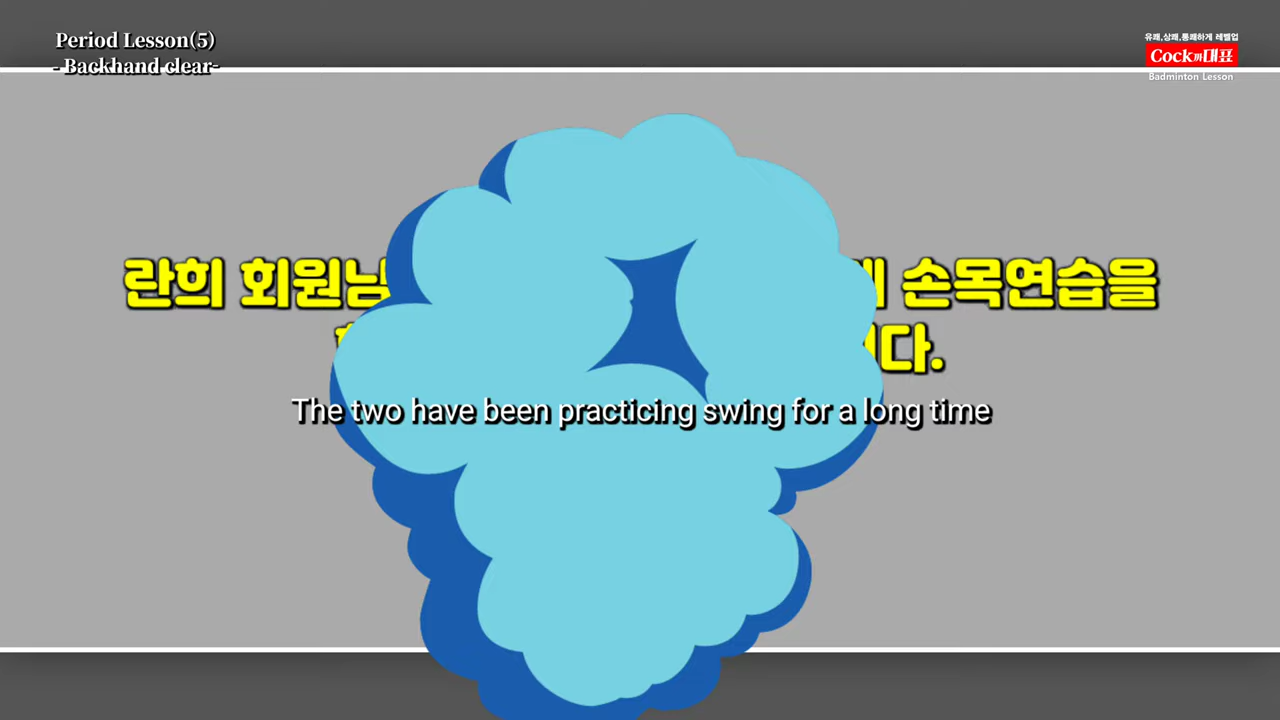 Period Lesson(5)
- Backhand clear-
유쾌,상쾌,통쾌하게 레벨업
Cock까대표
Badminton Lesson
란희 회원님 손목연습을
다.
The two have been practicing swing for a long time